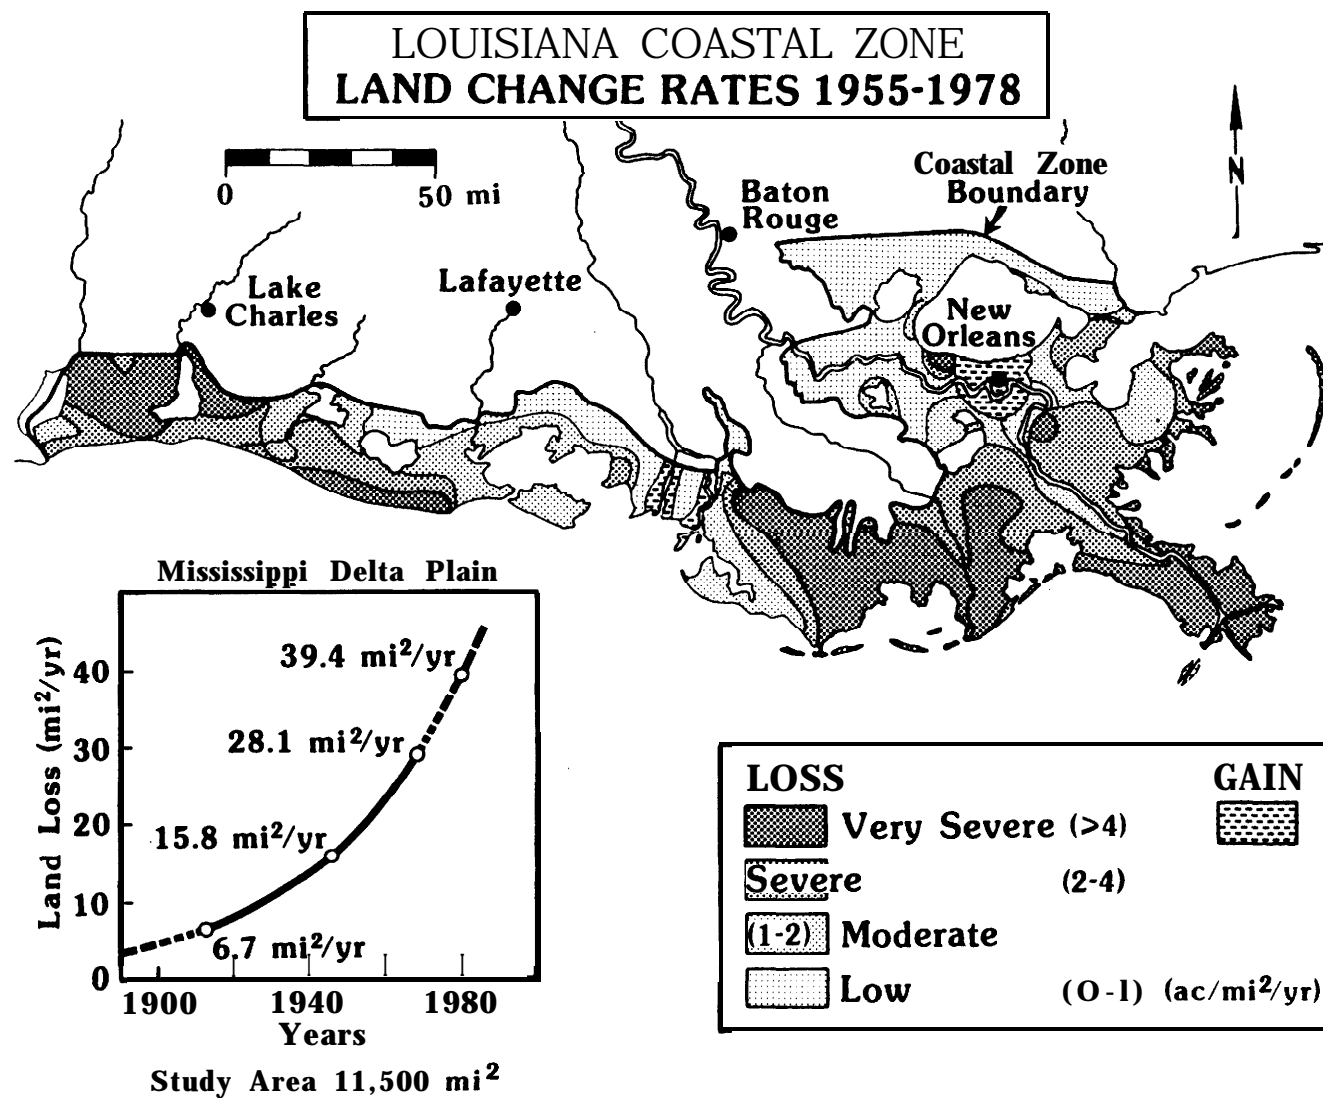 LOUISIANA COASTAL ZONE
LAND CHANGE RATES 1955-1978
0 50 mi
N
Coastal Zone
Boundary
Baton
Rouge
Lake
Charles
Lafayette
New
Orleans
Mississippi Delta Plain
Land Loss (mi²/yr)
40
30
20
10
0
39.4 mi²/yr
28.1 mi²/yr
15.8 mi²/yr
6.7 mi²/yr
1900 1940 1980
Years
Study Area 11,500 mi²
LOSS GAIN
Very Severe (>4)
Severe (2-4)
(1-2) Moderate
Low (O-l) (ac/mi²/yr)